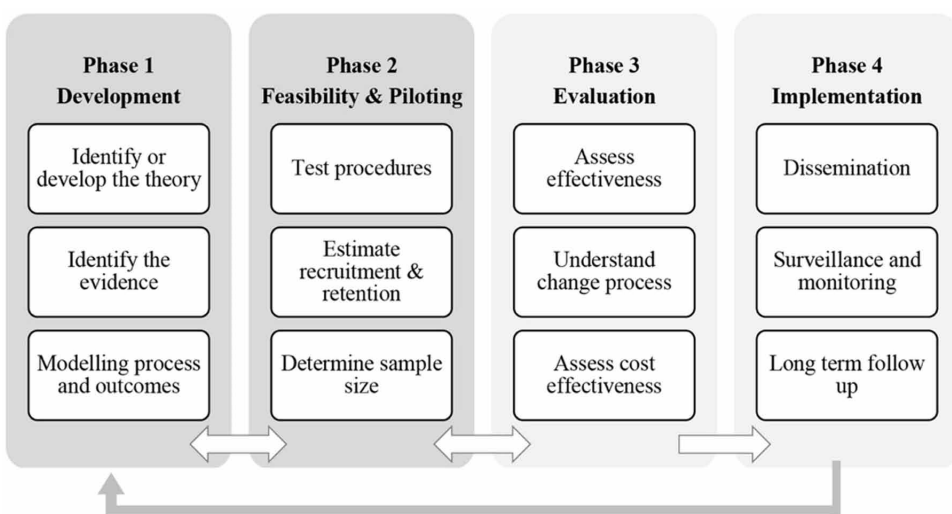 Phase 1
Development
Identify or
develop the theory
Identify the
evidence
Modelling process
and outcomes
Phase 2
Feasibility & Piloting
Test procedures
Estimate
recruitment &
retention
Determine sample
size
Phase 3
Evaluation
Assess
effectiveness
Understand
change process
Assess cost
effectiveness
Phase 4
Implementation
Dissemination
Surveillance and
monitoring
Long term follow
up